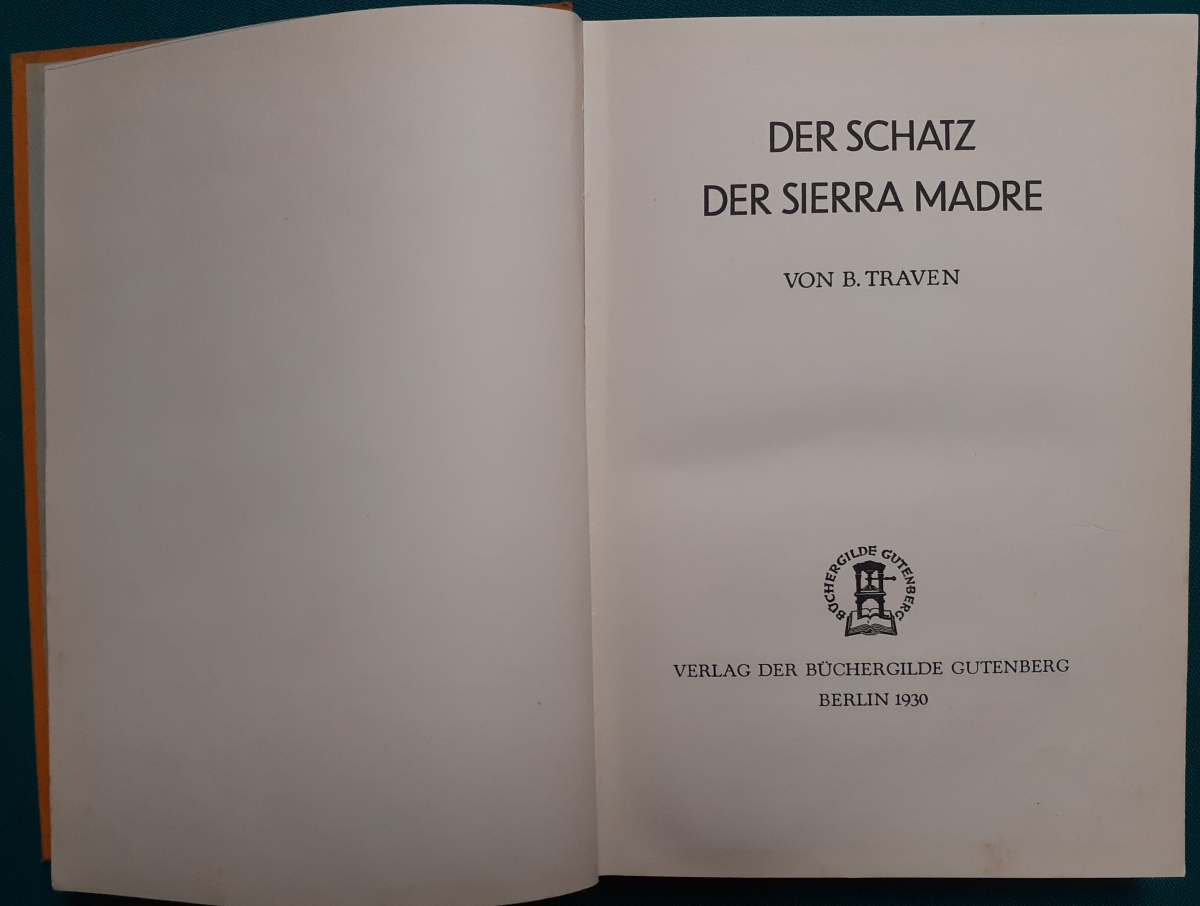 DER SCHATZ
DER SIERRA MADRE
VON B. TRAVEN
BÜCHERGILDE GUTENBERG
VERLAG DER BÜCHERGILDE GUTENBERG
BERLIN 1930